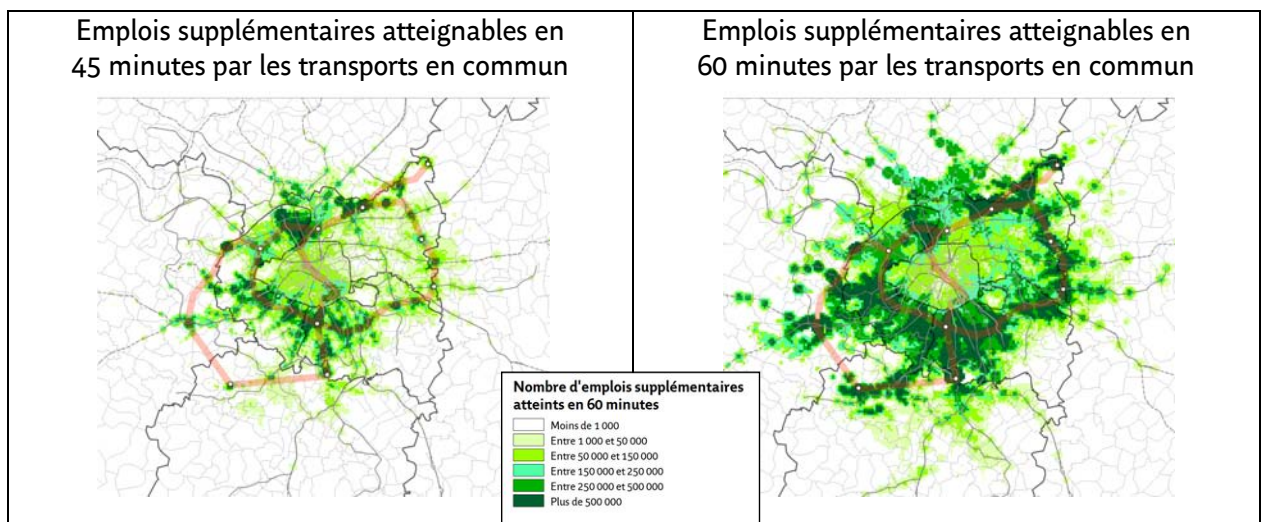 Emplois supplémentaires atteignables en
45 minutes par les transports en commun
Emplois supplémentaires atteignables en
60 minutes par les transports en commun
Nombre d'emplois supplémentaires
atteints en 60 minutes
Moins de 1 000
Entre 1 000 et 50 000
Entre 50 000 et 150 000
Entre 150 000 et 250 000
Entre 250 000 et 500 000
Plus de 500 000